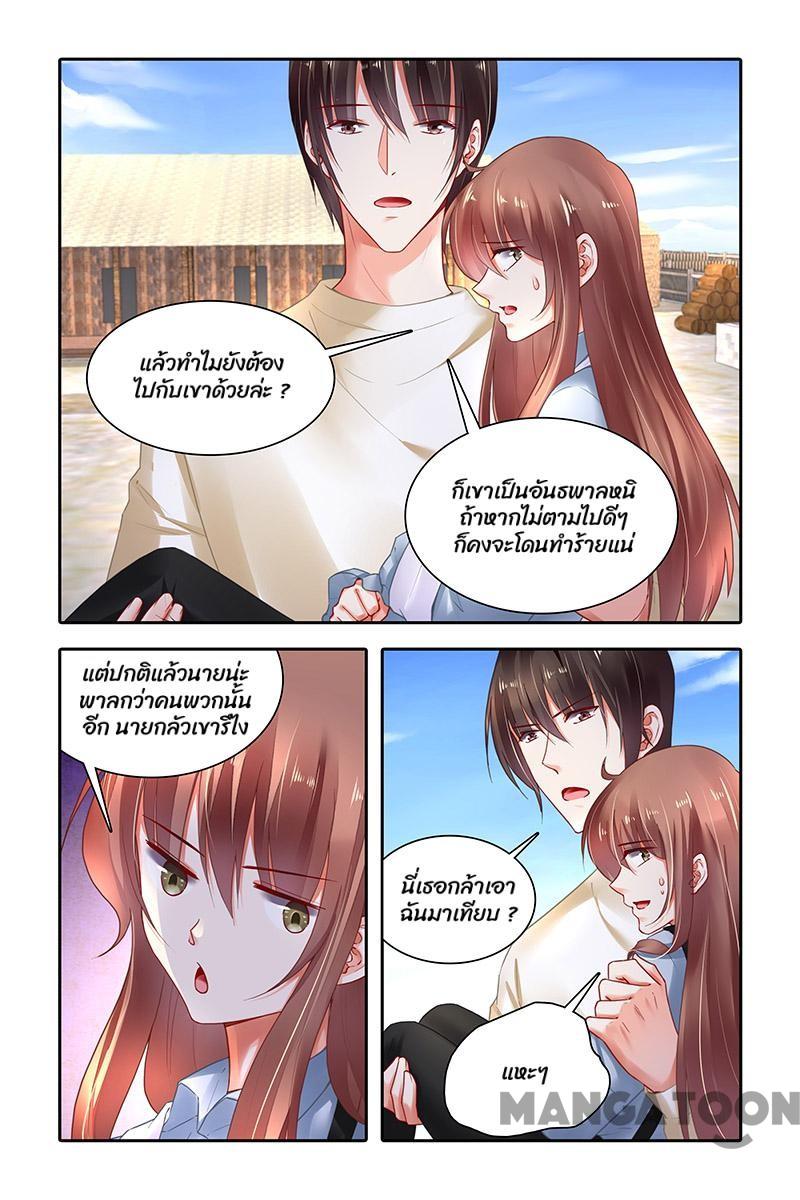 แล้วทำไมยังต้อง
ไปกับเขาด้วยล่ะ ?
ก็เขาเป็นอันธพาลหนิ
ถ้าหากไม่ตามไปดีๆ
ก็คงจะโดนทำร้ายแน่
แต่ปกติแล้วนายน่ะ
พาลกว่าคนพวกนั้น
อีก นายกลัวเขารึไง
นี่เธอกล้าเอา
ฉันมาเทียบ ?
แหะๆ
MANGATOON